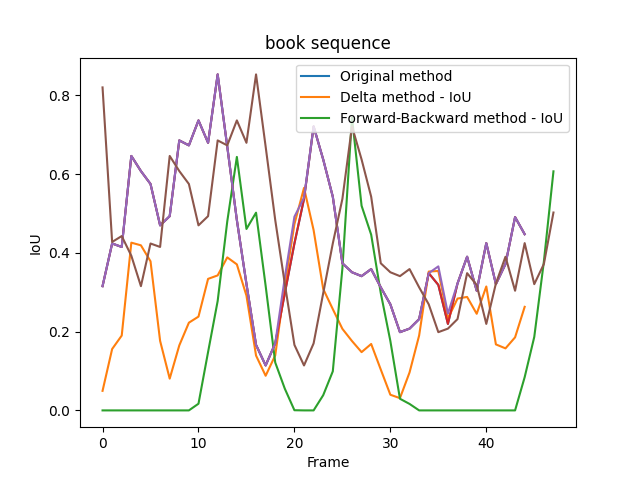 book sequence
Original method
Delta method - IoU
Forward-Backward method - IoU
0.8
0.6
0.4
0.2
0.0
IoU
0 10 20 30 40
Frame